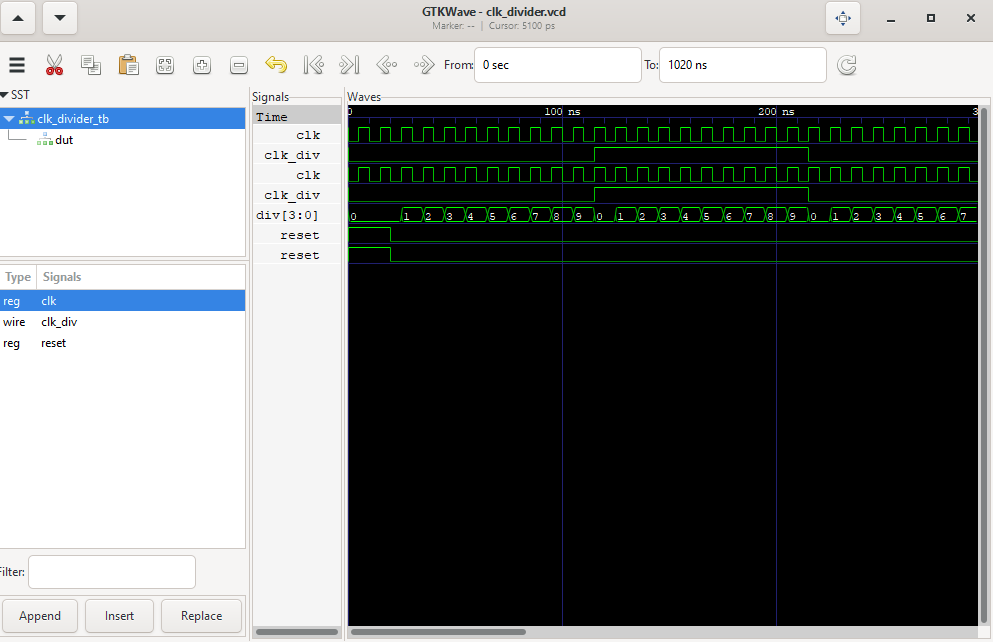 GTKWave - clk_divider.vcd
Marker: -- | Cursor: 5100 ps
From: 0 sec To: 1020 ns
SST
clk_divider_tb
dut
Type Signals
reg clk
wire clk_div
reg reset
Filter:
Append Insert Replace
Signals
Time
clk
clk_div
clk
clk_div
div[3:0]
reset
reset
Waves
0 100 ns 200 ns 3
0 1 2 3 4 5 6 7 8 9 0 1 2 3 4 5 6 7 8 9 0 1 2 3 4 5 6 7